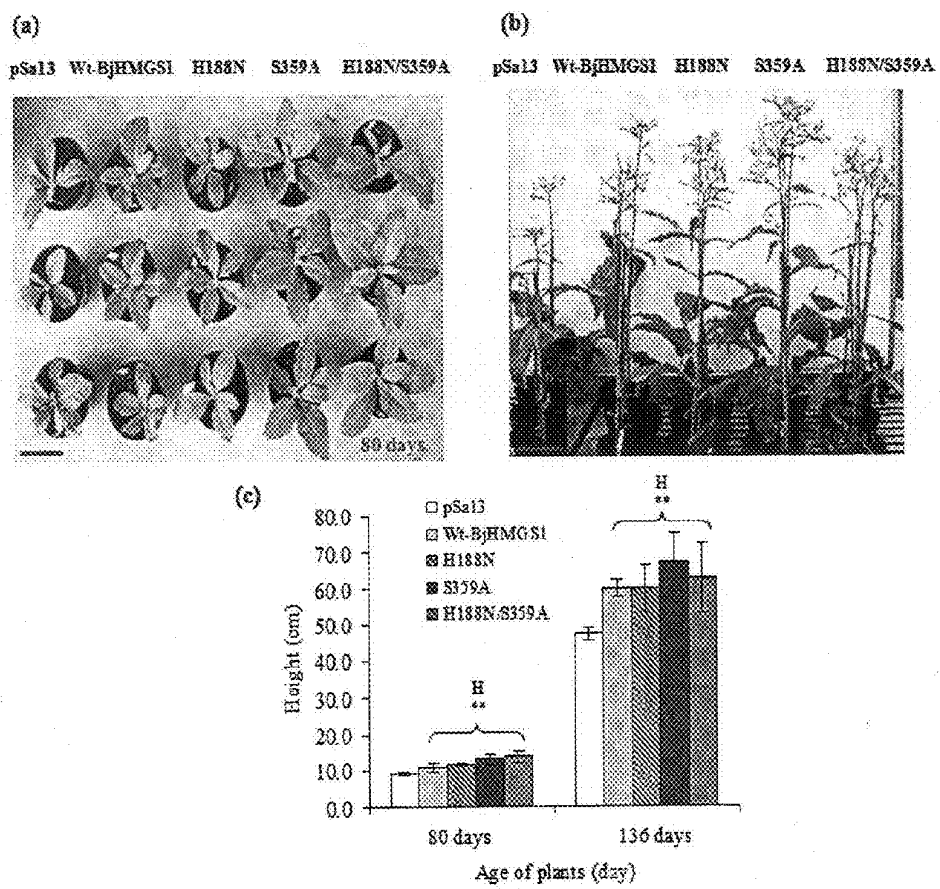 (a)
pSa13 Wt-BjHMGS1 H188N S359A H188N/S359A
80 days
(b)
pSa13 Wt-BjHMGS1 H188N S359A H188N/S359A
(c)
pSa13
Wt-BjHMGS1
H188N
S359A
H188N/S359A
H
**
H
**
Height (cm)
80.0
70.0
60.0
50.0
40.0
30.0
20.0
10.0
0.0
80 days 136 days
Age of plants (day)